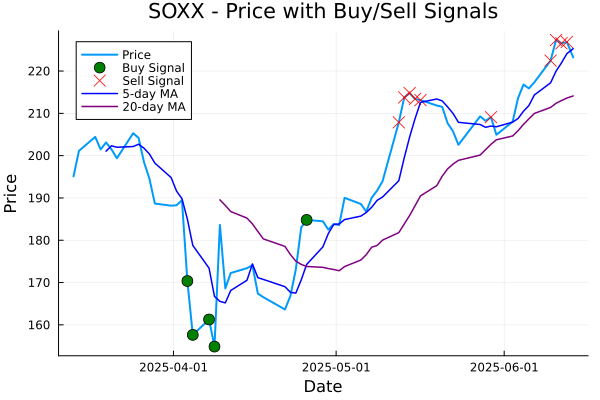 SOXX - Price with Buy/Sell Signals
Price
Buy Signal
Sell Signal
5-day MA
20-day MA
220
210
200
190
180
170
160
Price
2025-04-01
2025-05-01
2025-06-01
Date